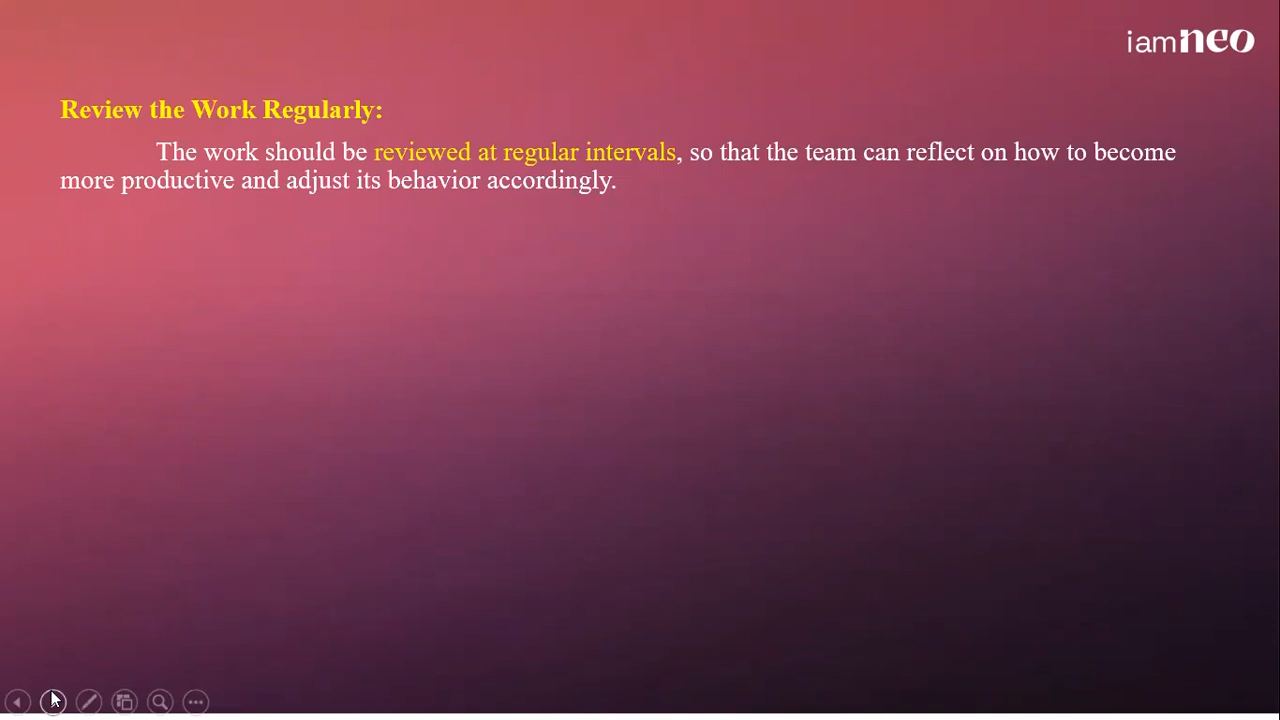 iamneo
Review the Work Regularly:
The work should be reviewed at regular intervals, so that the team can reflect on how to become
more productive and adjust its behavior accordingly.